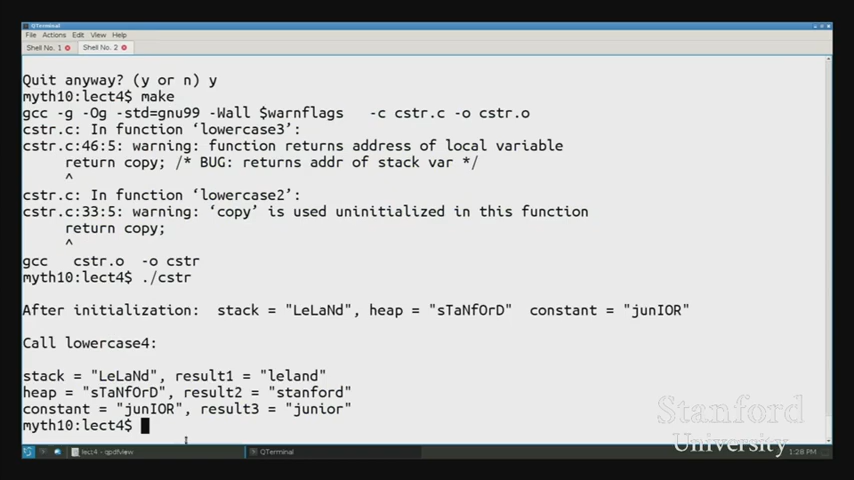 QTerminal
File Actions Edit View Help
Shell No. 1 Shell No. 2
Quit anyway? (y or n) y
myth10:lect4$ make
gcc -g -Og -std=gnu99 -Wall $warnflags -c cstr.c -o cstr.o
cstr.c: In function ‘lowercase3’:
cstr.c:46:5: warning: function returns address of local variable
return copy; /* BUG: returns addr of stack var */
^
cstr.c: In function ‘lowercase2’:
cstr.c:33:5: warning: ‘copy’ is used uninitialized in this function
return copy;
^
gcc cstr.o -o cstr
myth10:lect4$ ./cstr
After initialization: stack = "LeLaNd", heap = "sTaNfOrD" constant = "junIOR"
Call lowercase4:
stack = "LeLaNd", result1 = "leland"
heap = "sTaNfOrD", result2 = "stanford"
constant = "junIOR", result3 = "junior"
myth10:lect4$
Stanford
University
lect4 - qpdfview QTerminal 1:28 PM